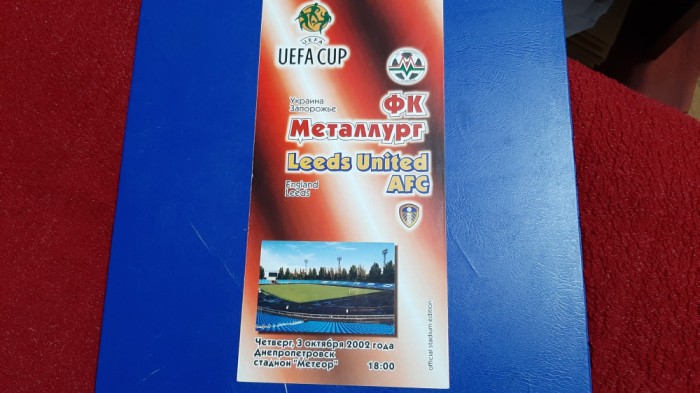 UEFA
UEFA CUP
Украина
Запорожье
ФК
Металлург
Leeds United
AFC
England
Leeds
Четверг, 3 октября 2002 года
Днепропетровск
стадион "Метеор"
18:00
official stadium edition